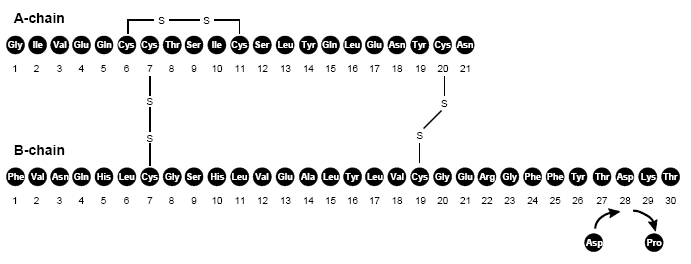 A-chain
S S
Gly Ile Val Glu Gln Cys Cys Thr Ser Ile Cys Ser Leu Tyr Gln Leu Glu Asn Tyr Cys Asn
1 2 3 4 5 6 7 8 9 10 11 12 13 14 15 16 17 18 19 20 21
S S
S S
B-chain
Phe Val Asn Gln His Leu Cys Gly Ser His Leu Val Glu Ala Leu Tyr Leu Val Cys Gly Glu Arg Gly Phe Phe Tyr Thr Asp Lys Thr
1 2 3 4 5 6 7 8 9 10 11 12 13 14 15 16 17 18 19 20 21 22 23 24 25 26 27 28 29 30
Asp Pro